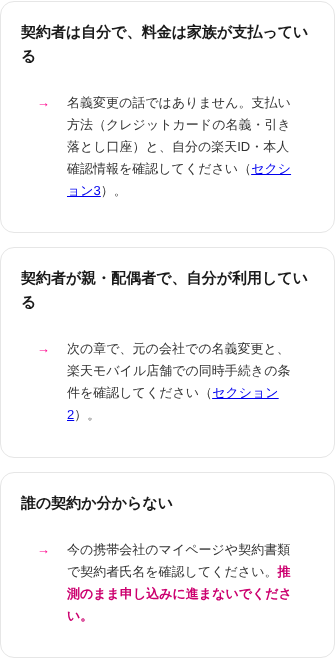 契約者は自分で、料金は家族が支払ってい
る
→ 名義変更の話ではありません。支払い
方法（クレジットカードの名義・引き
落とし口座）と、自分の楽天ID・本人
確認情報を確認してください（セクシ
ョン3）。
契約者が親・配偶者で、自分が利用してい
る
→ 次の章で、元の会社での名義変更と、
楽天モバイル店舗での同時手続きの条
件を確認してください（セクション
2）。
誰の契約か分からない
→ 今の携帯会社のマイページや契約書類
で契約者氏名を確認してください。推
測のまま申し込みに進まないでくださ
い。